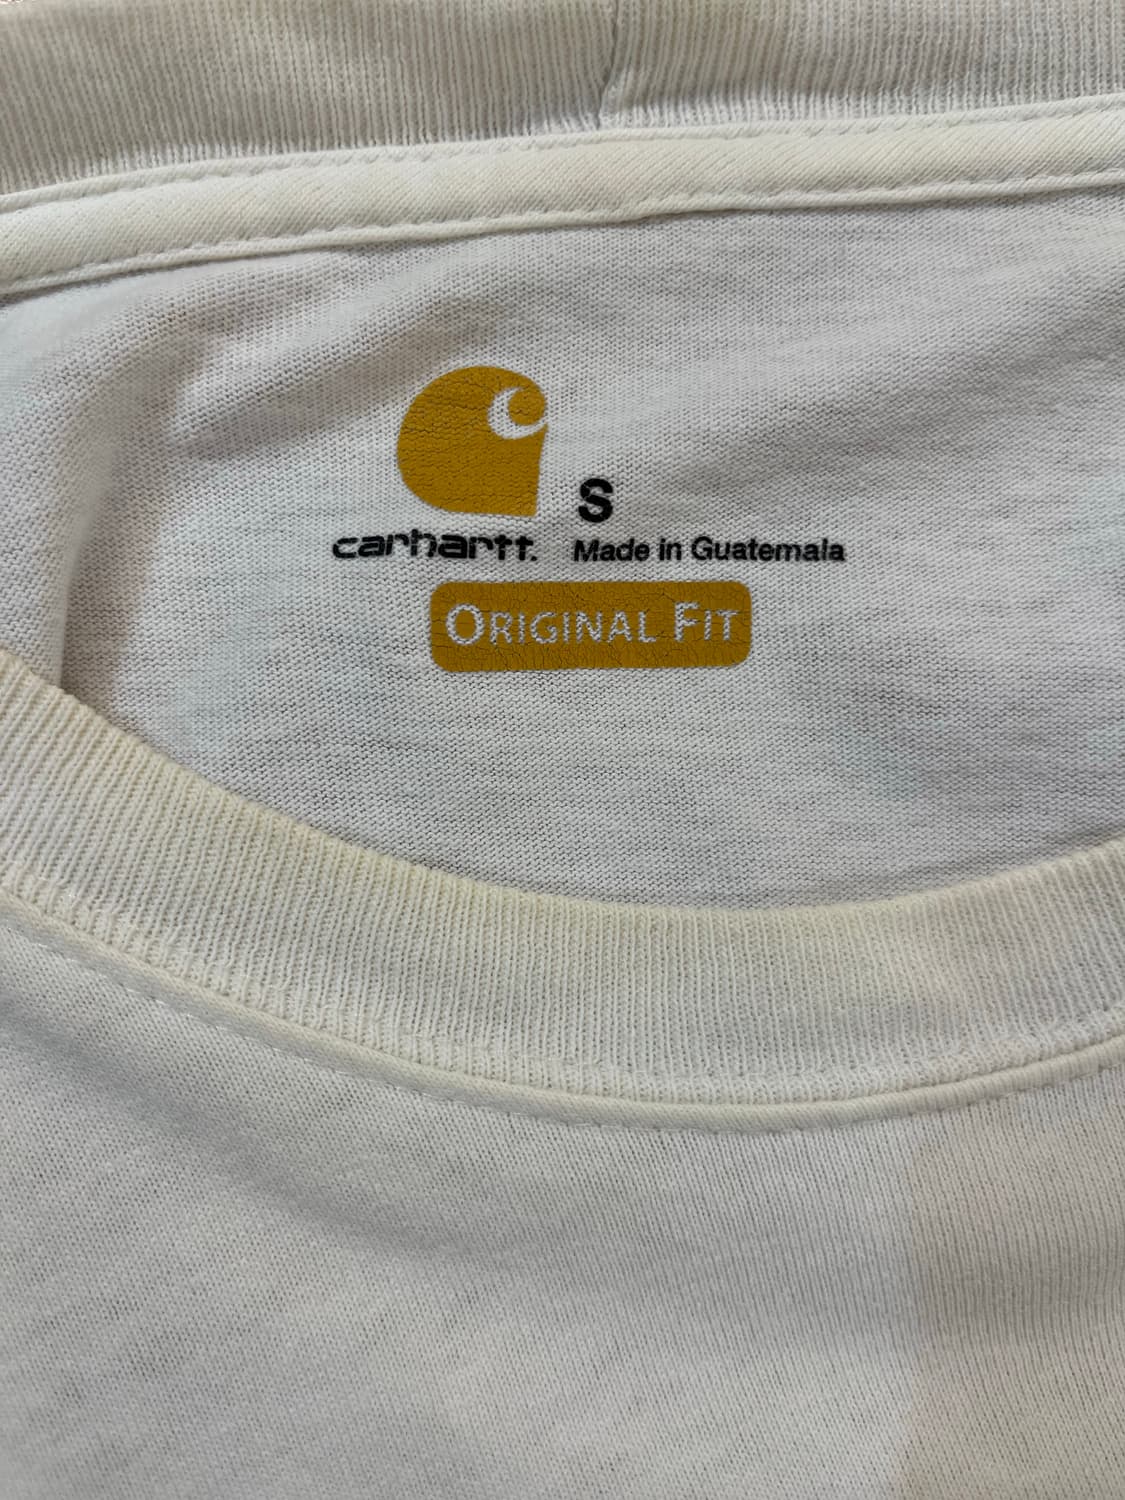 S
carhartt.
Made in Guatemala
ORIGINAL FIT